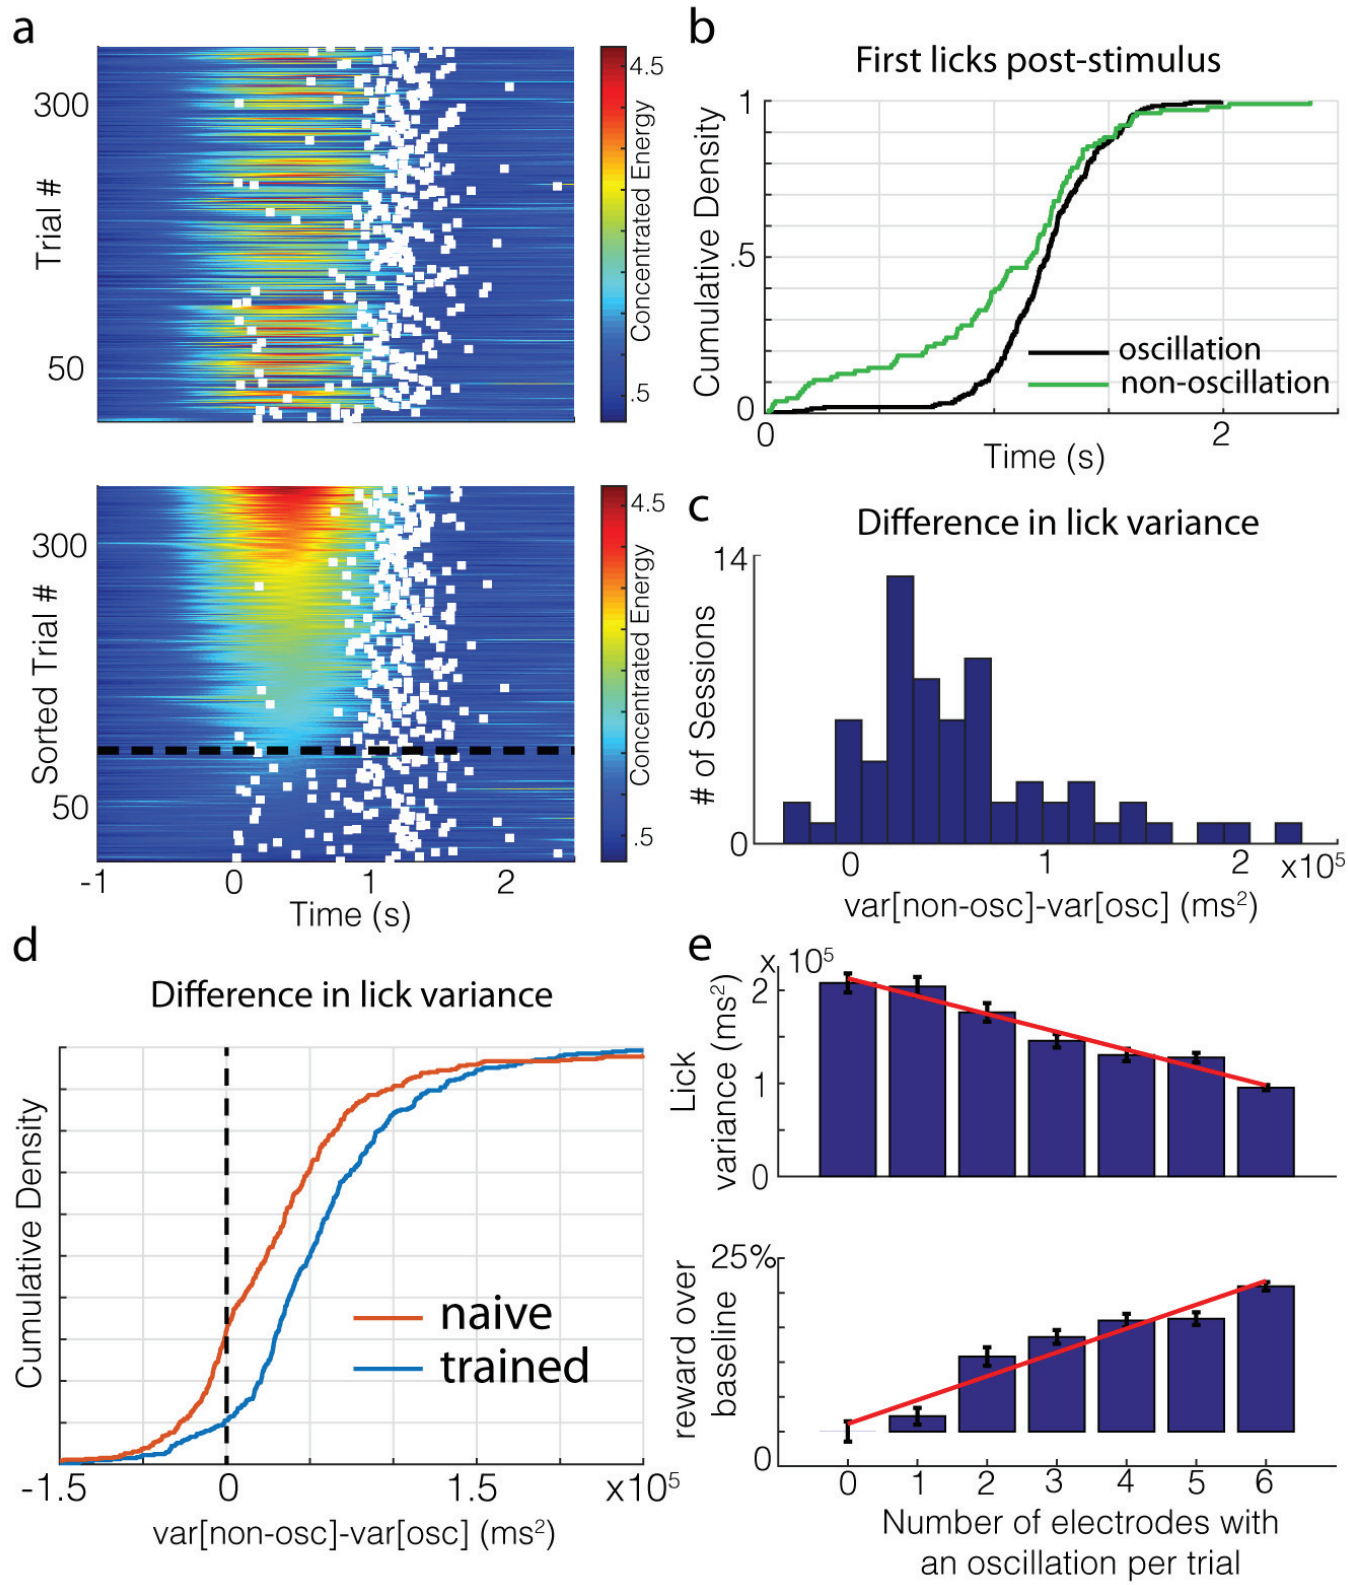 a
300
50
Trial #
4.5
.5
Concentrated Energy
300
50
Sorted Trial #
4.5
.5
Concentrated Energy
-1 0 1 2
Time (s)
b
First licks post-stimulus
1
.5
0
Cumulative Density
oscillation
non-oscillation
0 2
Time (s)
c
Difference in lick variance
14
0
# of Sessions
0 1 2 x10⁵
var[non-osc]-var[osc] (ms²)
d
Difference in lick variance
Cumulative Density
naive
trained
-1.5 0 1.5 x10⁵
var[non-osc]-var[osc] (ms²)
e
x 10⁵
2
1
0
Lick
variance (ms²)
25%
0
reward over
baseline
0 1 2 3 4 5 6
Number of electrodes with
an oscillation per trial